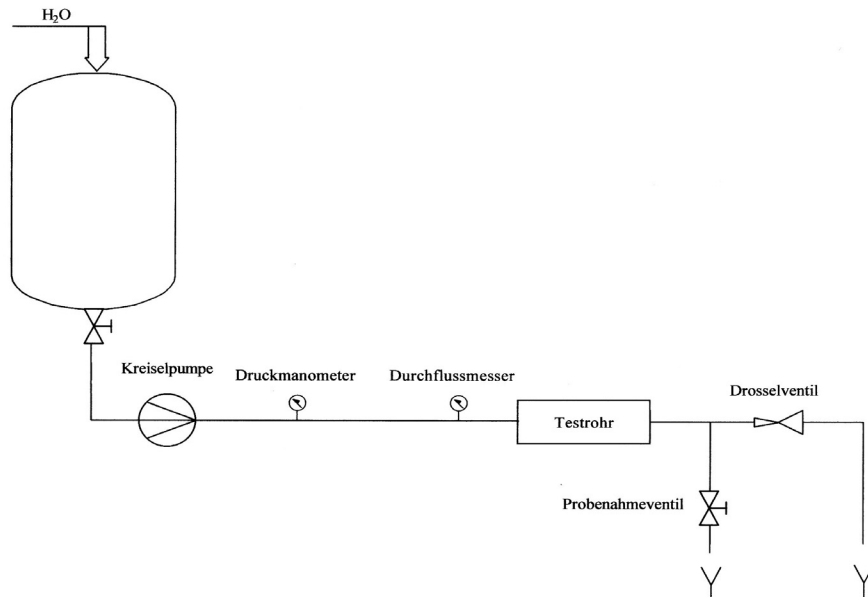 H₂O
Kreiselpumpe
Druckmanometer
Durchflussmesser
Drosselventil
Testrohr
Probenahmeventil